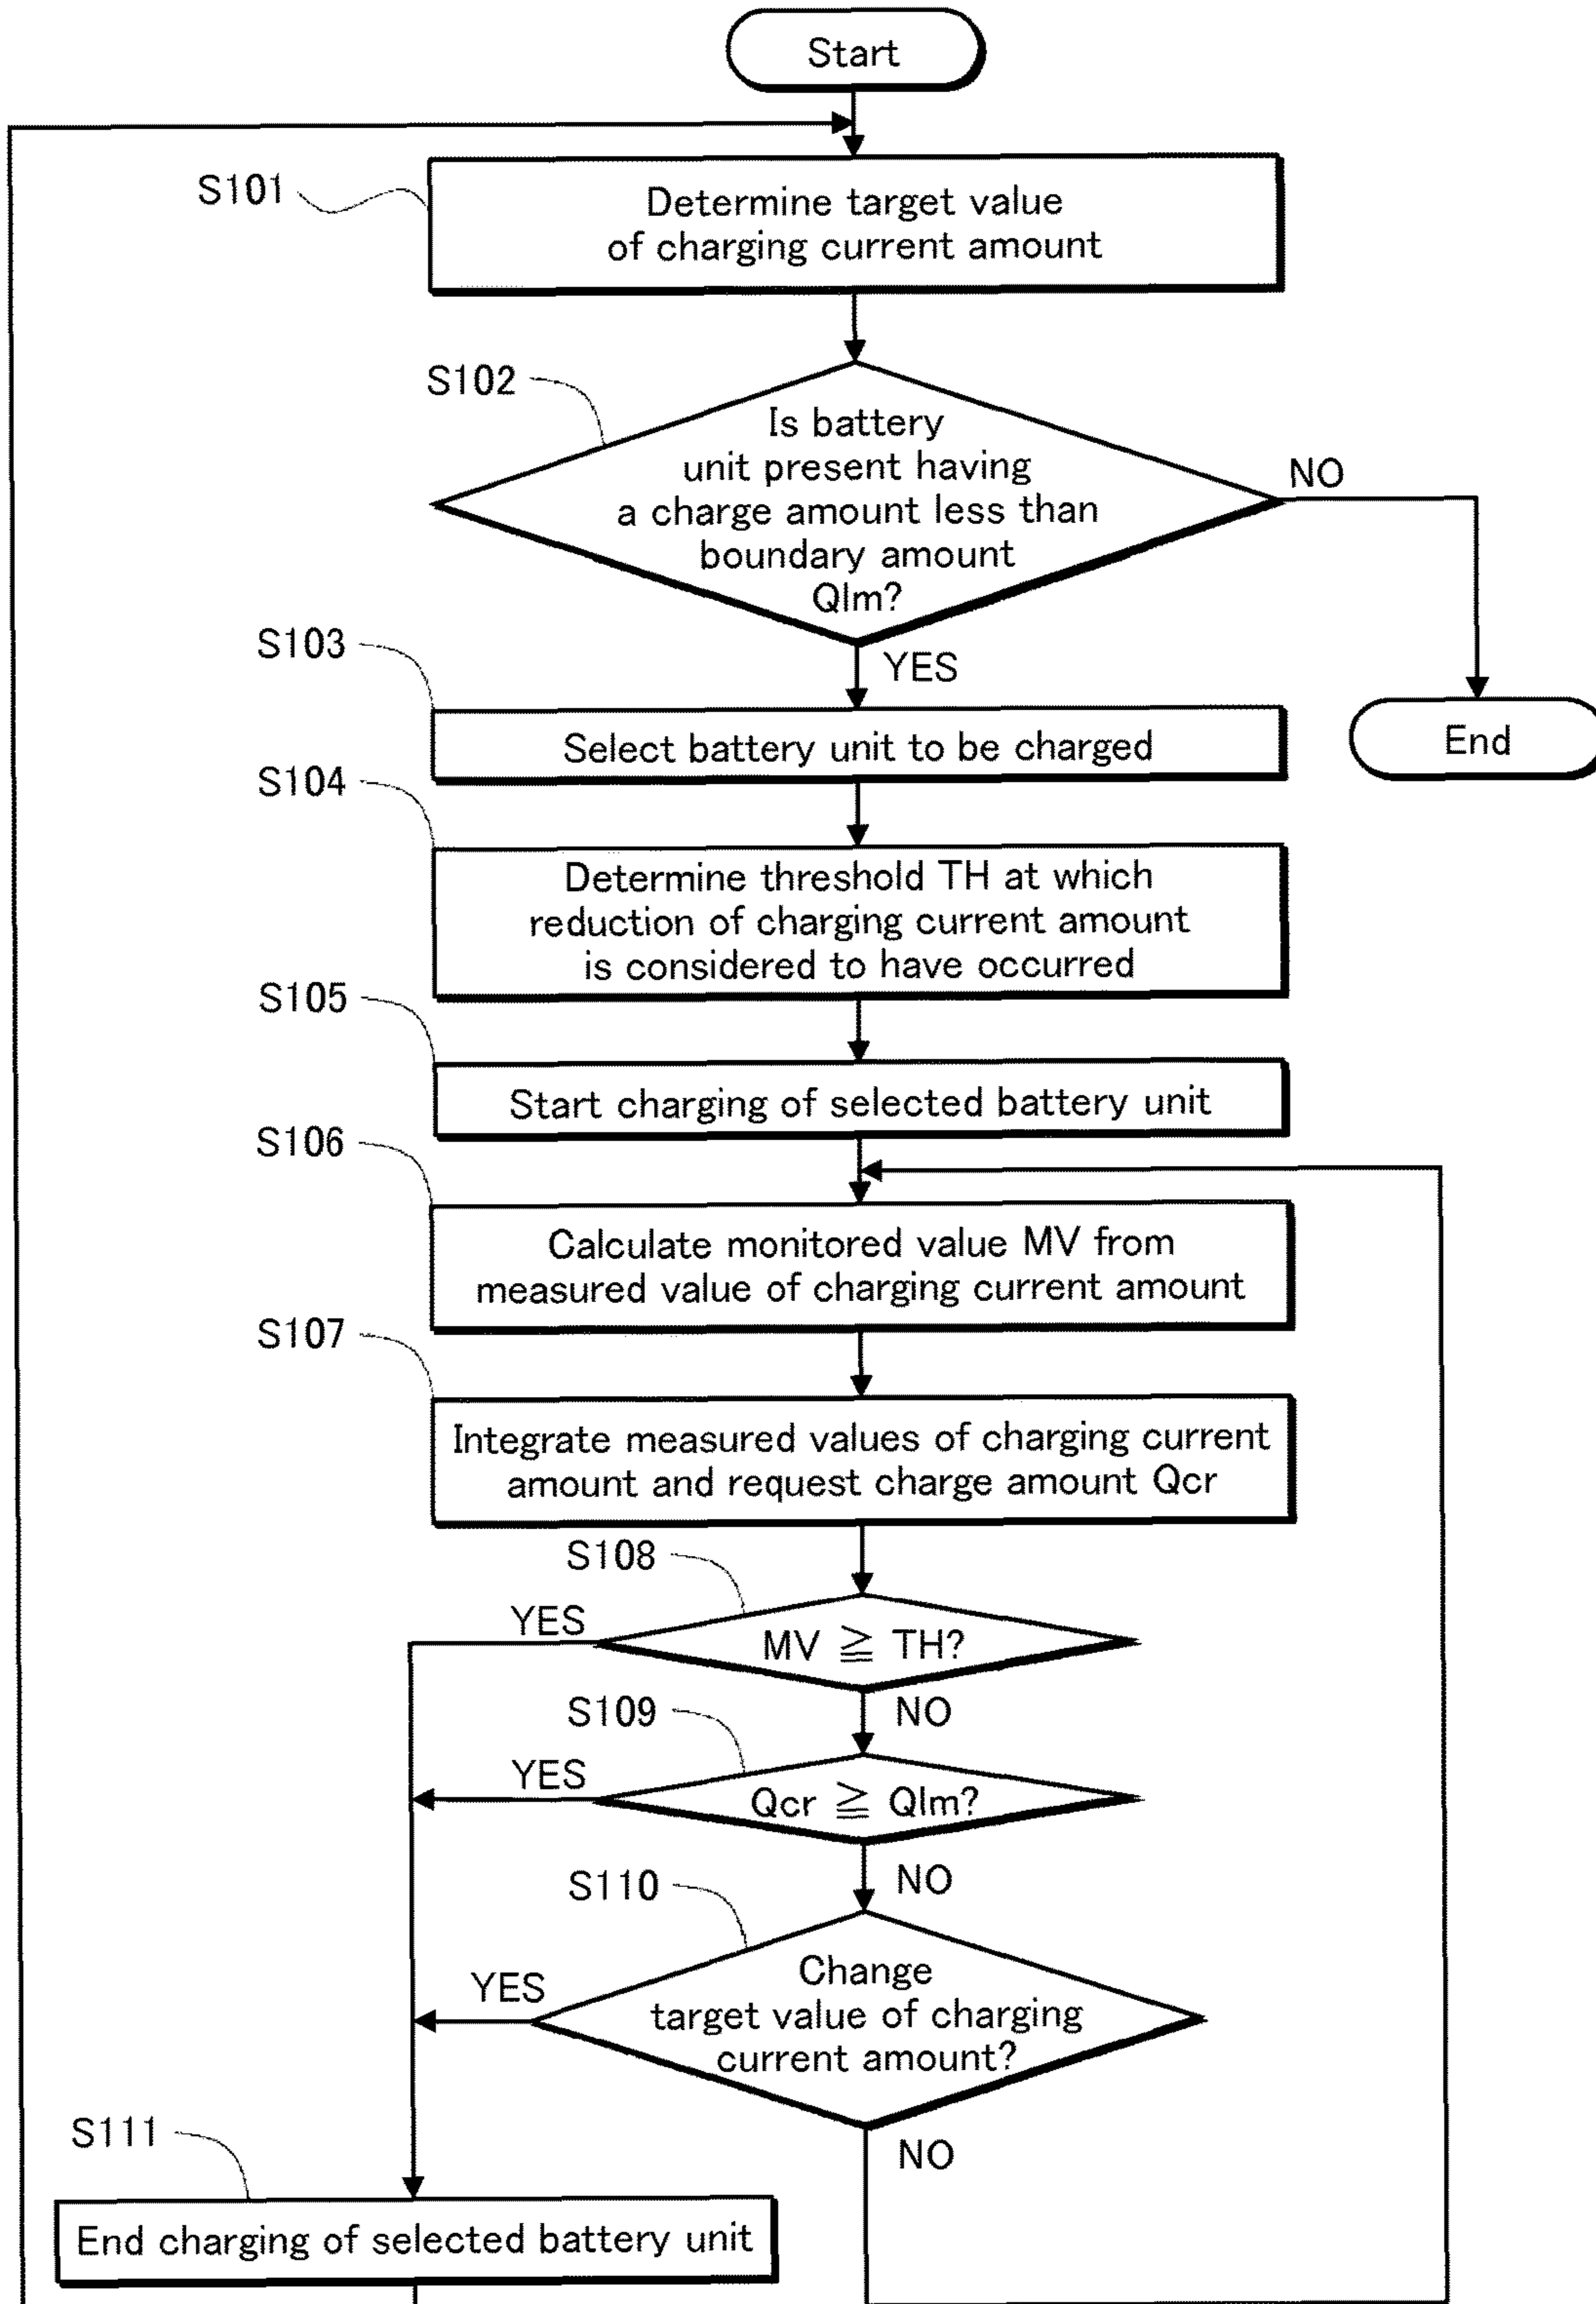 Start
S101
Determine target value
of charging current amount
S102
Is battery
unit present having
a charge amount less than
boundary amount
Qlm?
NO
YES
End
S103
Select battery unit to be charged
S104
Determine threshold TH at which
reduction of charging current amount
is considered to have occurred
S105
Start charging of selected battery unit
S106
Calculate monitored value MV from
measured value of charging current amount
S107
Integrate measured values of charging current
amount and request charge amount Qcr
S108
YES
MV ≧ TH?
NO
S109
YES
Qcr ≧ Qlm?
NO
S110
YES
Change
target value of charging
current amount?
NO
S111
End charging of selected battery unit